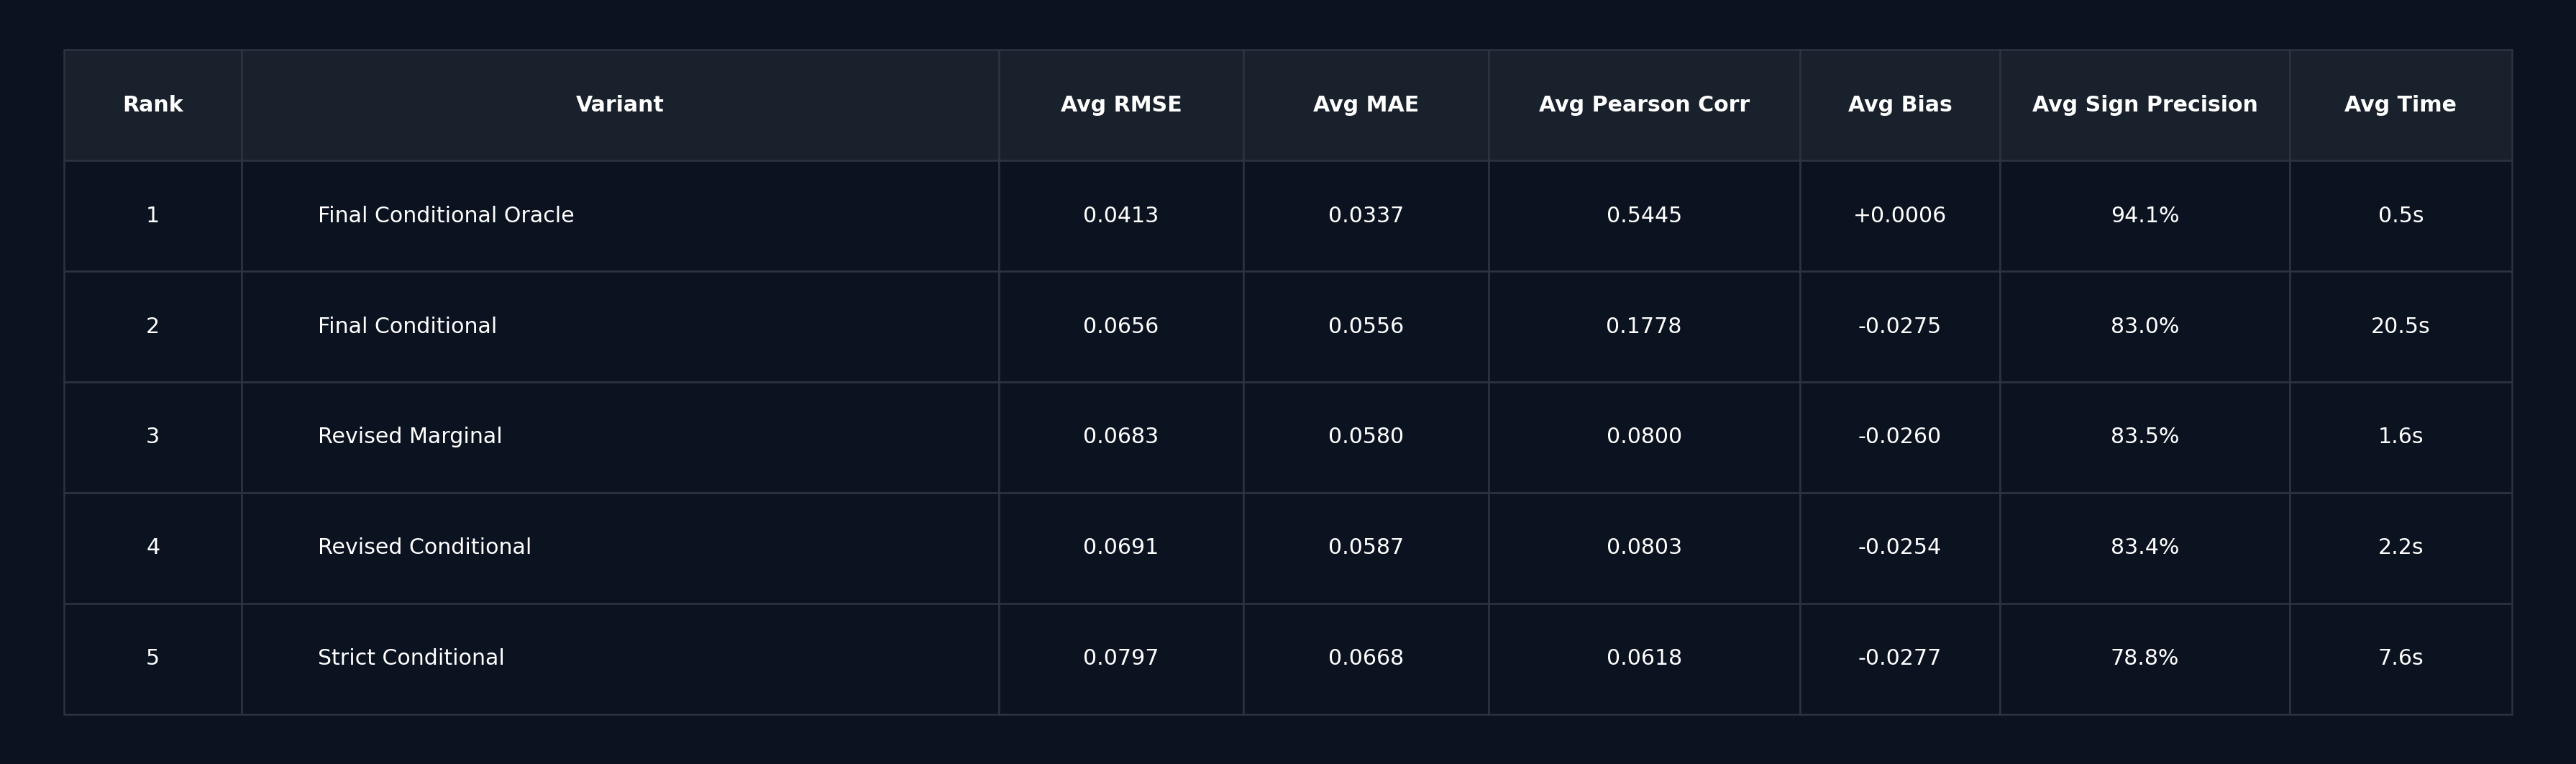 Rank Variant Avg RMSE Avg MAE Avg Pearson Corr Avg Bias Avg Sign Precision Avg Time
1 Final Conditional Oracle 0.0413 0.0337 0.5445 +0.0006 94.1% 0.5s
2 Final Conditional 0.0656 0.0556 0.1778 -0.0275 83.0% 20.5s
3 Revised Marginal 0.0683 0.0580 0.0800 -0.0260 83.5% 1.6s
4 Revised Conditional 0.0691 0.0587 0.0803 -0.0254 83.4% 2.2s
5 Strict Conditional 0.0797 0.0668 0.0618 -0.0277 78.8% 7.6s